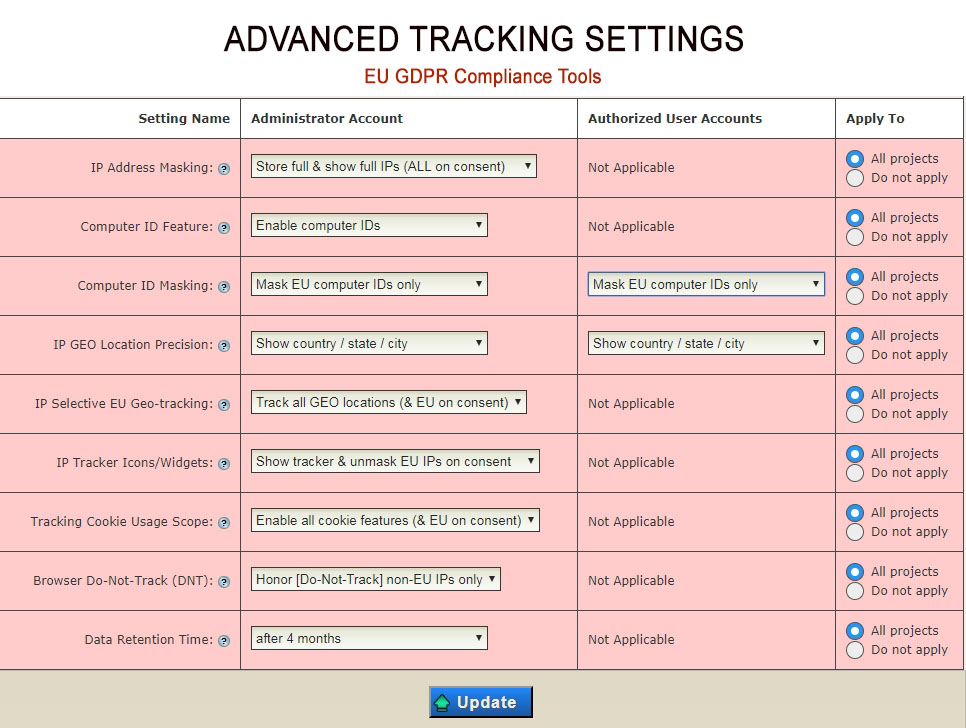 ADVANCED TRACKING SETTINGS
EU GDPR Compliance Tools
Setting Name Administrator Account Authorized User Accounts Apply To
IP Address Masking: ? Store full & show full IPs (ALL on consent) Not Applicable All projects
Do not apply
Computer ID Feature: ? Enable computer IDs Not Applicable All projects
Do not apply
Computer ID Masking: ? Mask EU computer IDs only Mask EU computer IDs only All projects
Do not apply
IP GEO Location Precision: ? Show country / state / city Show country / state / city All projects
Do not apply
IP Selective EU Geo-tracking: ? Track all GEO locations (& EU on consent) Not Applicable All projects
Do not apply
IP Tracker Icons/Widgets: ? Show tracker & unmask EU IPs on consent Not Applicable All projects
Do not apply
Tracking Cookie Usage Scope: ? Enable all cookie features (& EU on consent) Not Applicable All projects
Do not apply
Browser Do-Not-Track (DNT): ? Honor [Do-Not-Track] non-EU IPs only Not Applicable All projects
Do not apply
Data Retention Time: ? after 4 months Not Applicable All projects
Do not apply
Update